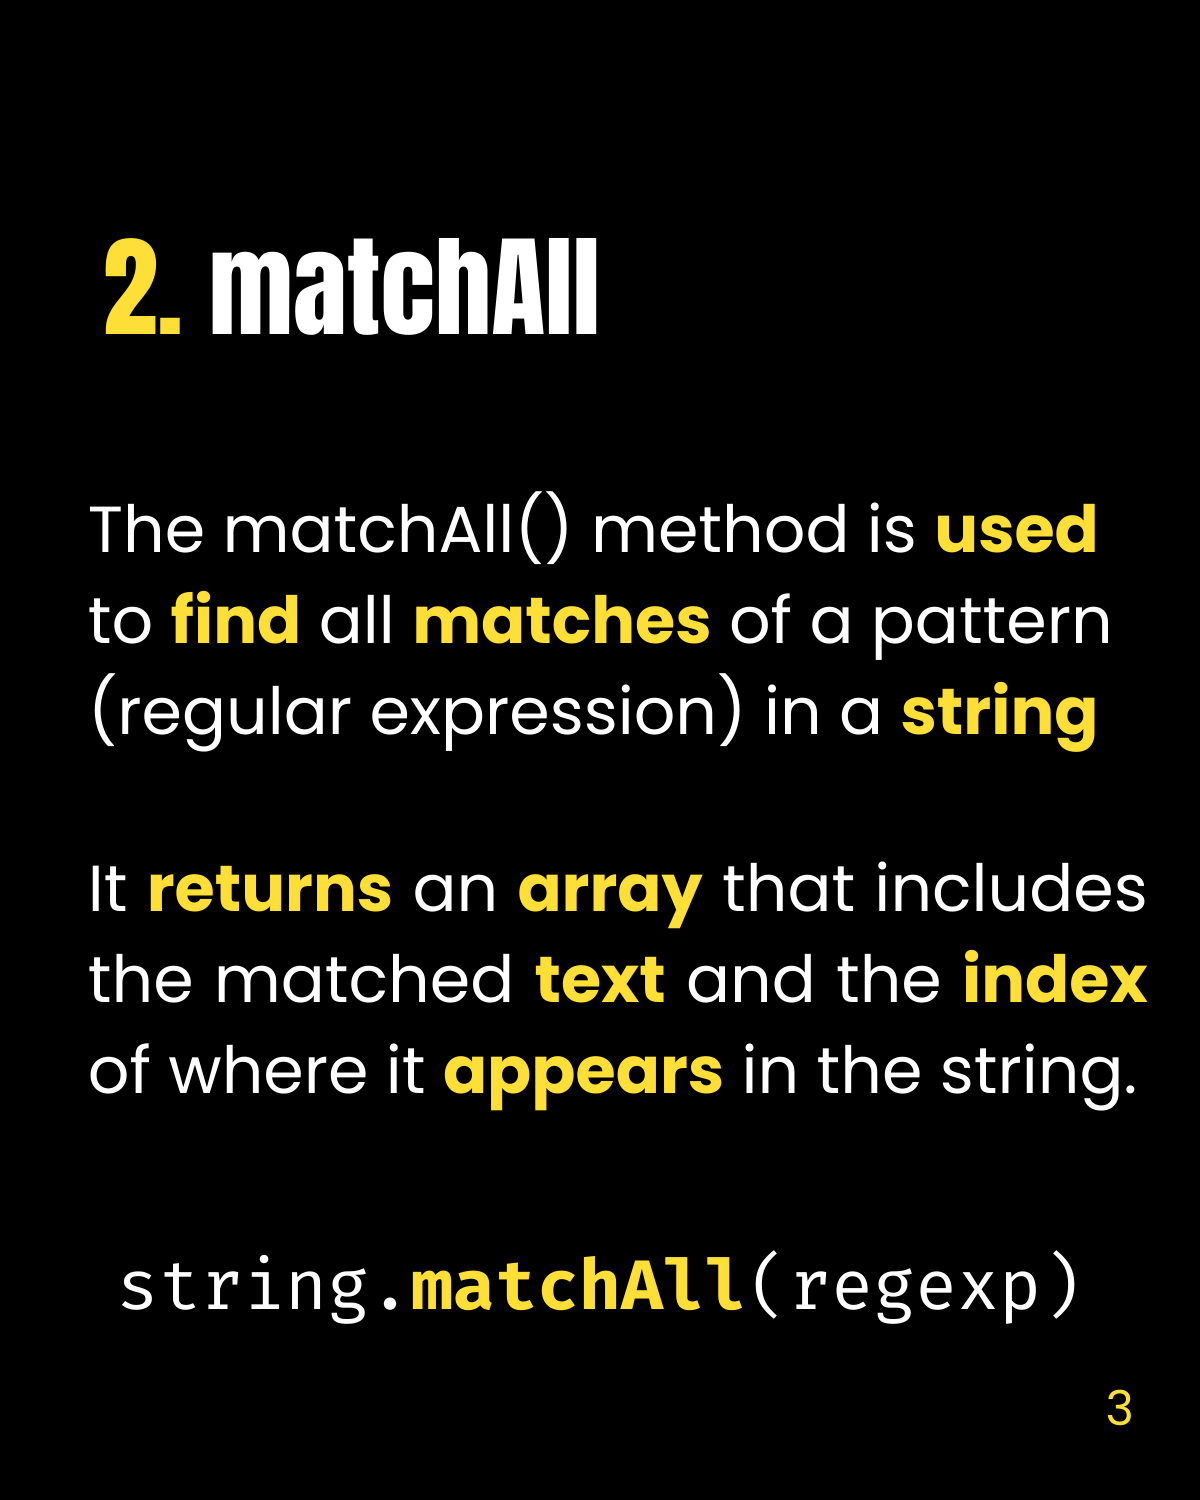 2. matchAll
The matchAll() method is used
to find all matches of a pattern
(regular expression) in a string
It returns an array that includes
the matched text and the index
of where it appears in the string.
string.matchAll(regexp)
3